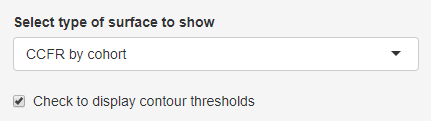 Select type of surface to show
CCFR by cohort
Check to display contour thresholds